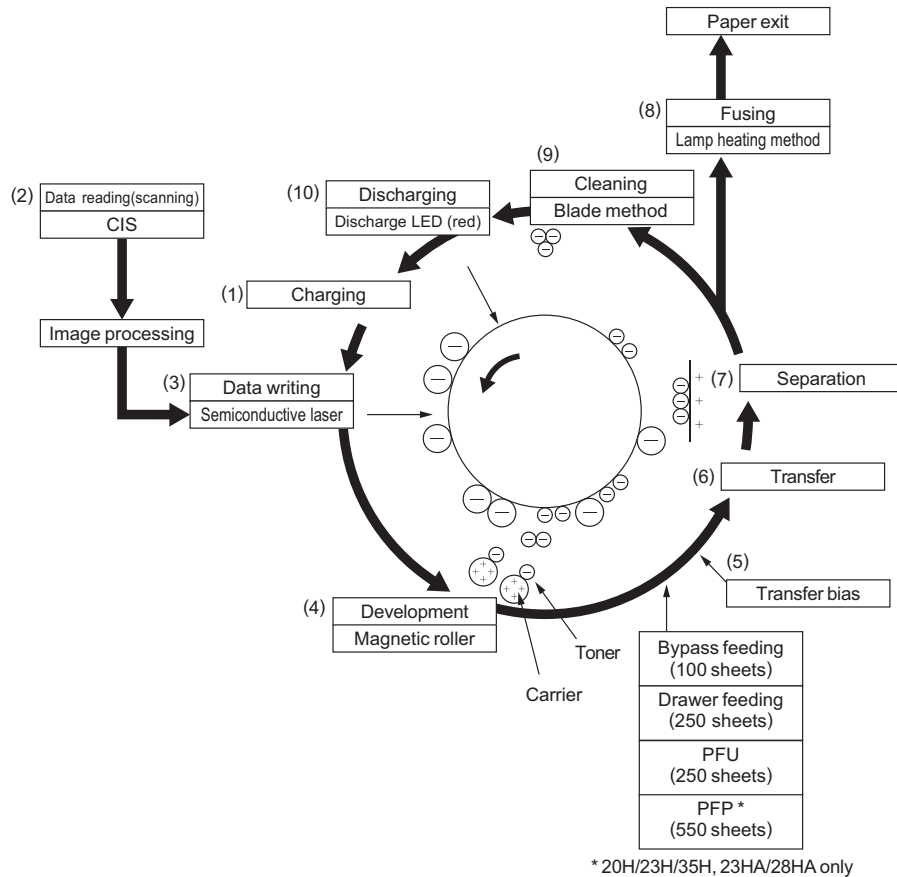 Paper exit
(8)
Fusing
Lamp heating method
(9)
Cleaning
Blade method
(10)
Discharging
Discharge LED (red)
(2)
Data reading(scanning)
CIS
(1)
Charging
Image processing
(3)
Data writing
Semiconductive laser
(7)
Separation
(6)
Transfer
(5)
Transfer bias
(4)
Development
Magnetic roller
Toner
Carrier
Bypass feeding
(100 sheets)
Drawer feeding
(250 sheets)
PFU
(250 sheets)
PFP *
(550 sheets)
* 20H/23H/35H, 23HA/28HA only